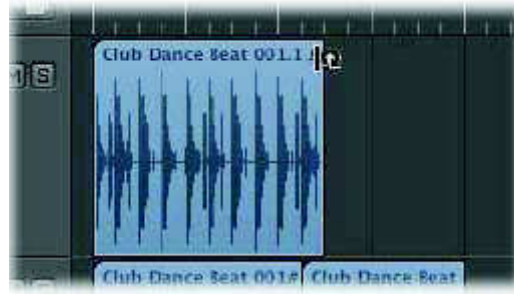 Club Dance Beat 001.1
M S
Club Dance Beat 001# Club Dance Beat